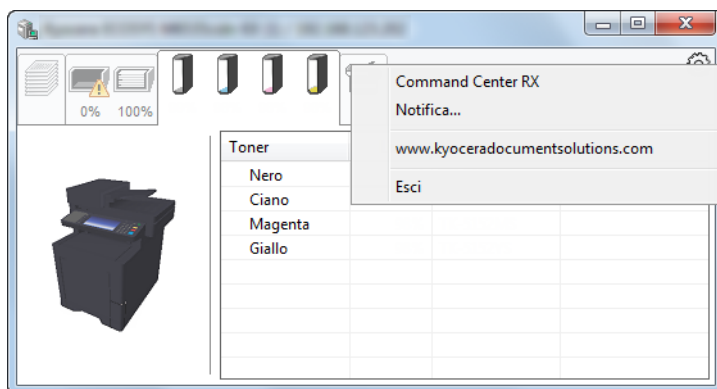 0% 100%
Command Center RX
Notifica...
www.kyoceradocumentsolutions.com
Esci
Toner
Nero
Ciano
Magenta
Giallo